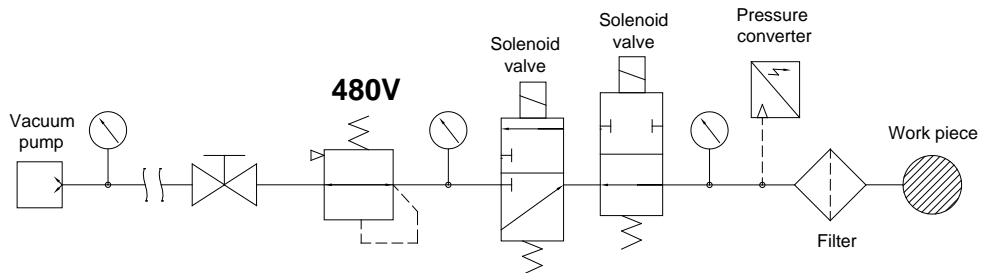 Solenoid
valve
Pressure
converter
Solenoid
valve
480V
Vacuum
pump
Work piece
Filter